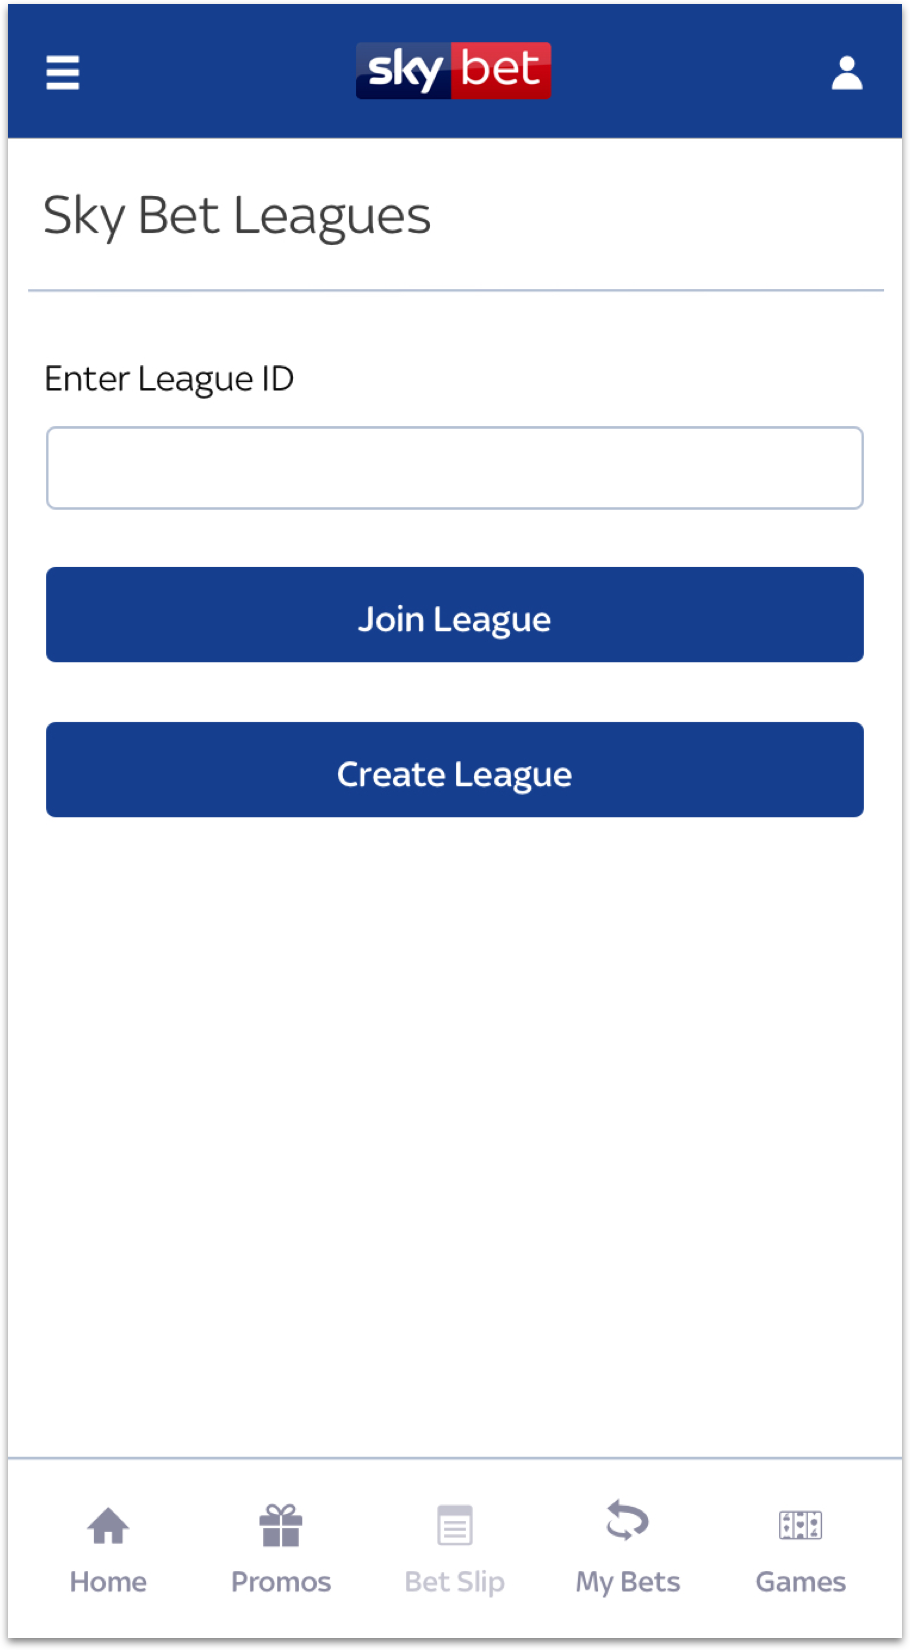 sky bet
Sky Bet Leagues
Enter League ID
Join League
Create League
Home
Promos
Bet Slip
My Bets
Games